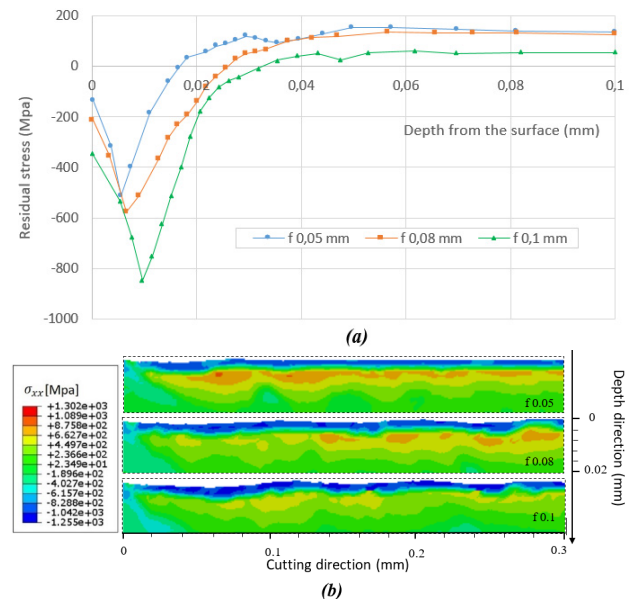 200
0
0 0,02 0,04 0,06 0,08 0,1
-200
-400
-600
-800
-1000
Residual stress (Mpa)
Depth from the surface (mm)
f 0,05 mm f 0,08 mm f 0,1 mm
(a)
σxx [Mpa]
+1.302e+03
+1.089e+03
+8.758e+02
+6.627e+02
+4.497e+02
+2.366e+02
+2.349e+01
-1.896e+02
-4.027e+02
-6.157e+02
-8.288e+02
-1.042e+03
-1.255e+03
f 0.05
f 0.08
f 0.1
0
0.02
Depth direction (mm)
0 0.1 0.2 0.3
Cutting direction (mm)
(b)